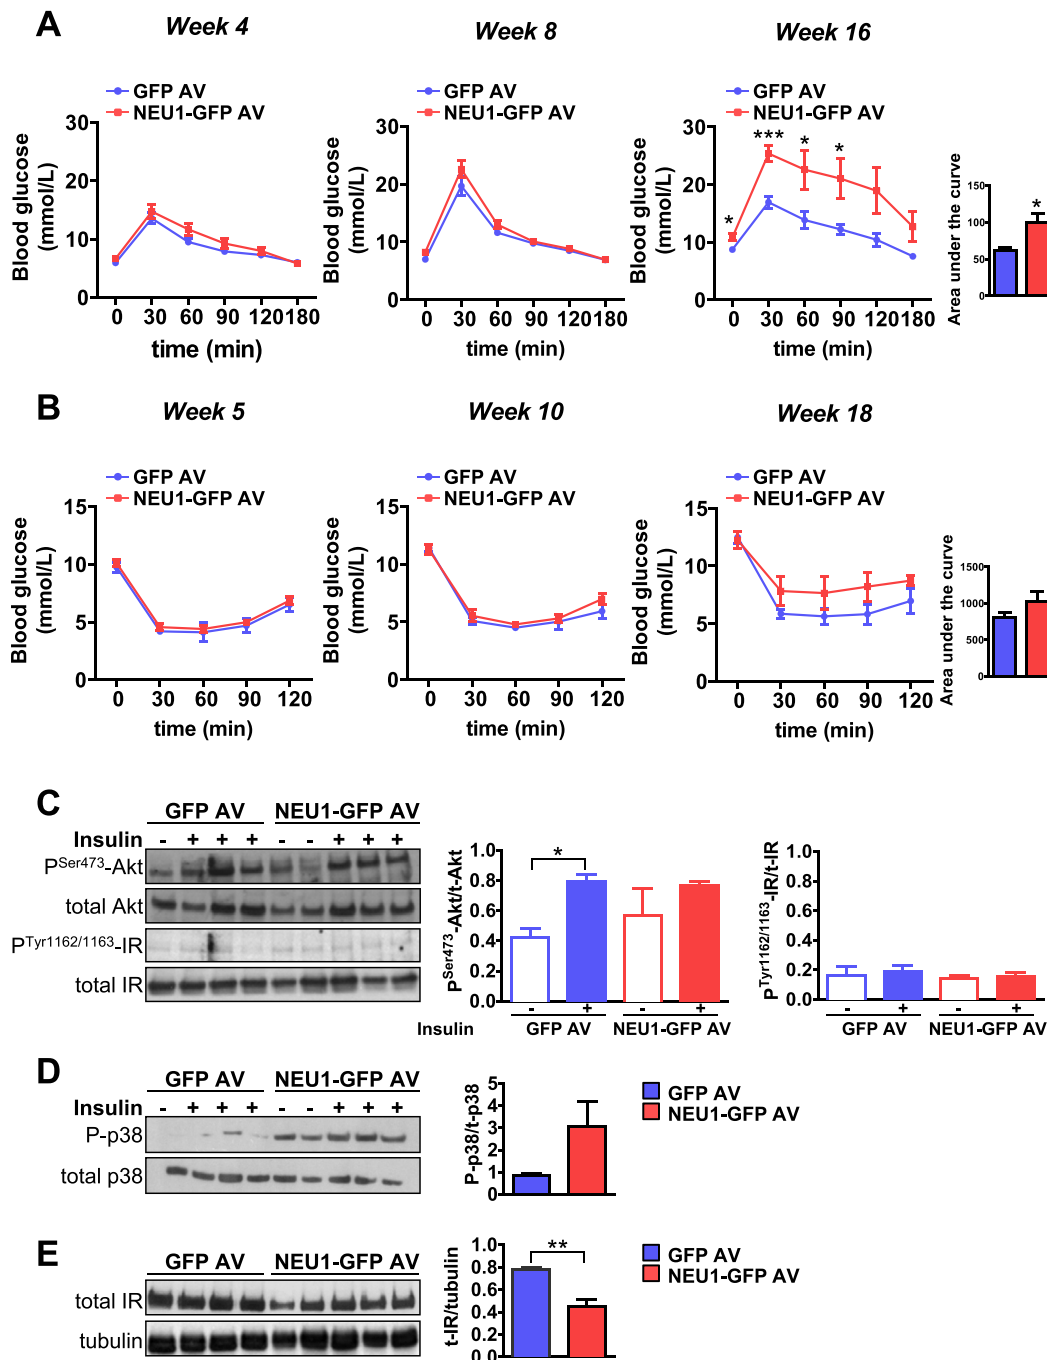 A
Week 4
Week 8
Week 16
GFP AV
NEU1-GFP AV
Blood glucose
(mmol/L)
30
20
10
0
0 30 60 90 120 180
time (min)
GFP AV
NEU1-GFP AV
Blood glucose
(mmol/L)
30
20
10
0
0 30 60 90 120 180
time (min)
GFP AV
NEU1-GFP AV
Blood glucose
(mmol/L)
30
20
10
0
* *** * *
0 30 60 90 120 180
time (min)
Area under the curve
150
100
50
0
*
B
Week 5
Week 10
Week 18
GFP AV
NEU1-GFP AV
Blood glucose
(mmol/L)
15
10
5
0
0 30 60 90 120
time (min)
GFP AV
NEU1-GFP AV
Blood glucose
(mmol/L)
15
10
5
0
0 30 60 90 120
time (min)
GFP AV
NEU1-GFP AV
Blood glucose
(mmol/L)
15
10
5
0
0 30 60 90 120
time (min)
Area under the curve
1500
1000
500
0
C
GFP AV NEU1-GFP AV
Insulin - + + + - - + + +
PSer473-Akt
total Akt
PTyr1162/1163-IR
total IR
PSer473-Akt/t-Akt
1.0
0.8
0.6
0.4
0.2
0.0
*
- + - +
Insulin GFP AV NEU1-GFP AV
PTyr1162/1163-IR/t-IR
1.0
0.8
0.6
0.4
0.2
0.0
- + - +
GFP AV NEU1-GFP AV
D
GFP AV NEU1-GFP AV
Insulin - + + + - - + + +
P-p38
total p38
P-p38/t-p38
5
4
3
2
1
0
GFP AV
NEU1-GFP AV
E
GFP AV NEU1-GFP AV
total IR
tubulin
t-IR/tubulin
1.0
0.8
0.6
0.4
0.2
0.0
**
GFP AV
NEU1-GFP AV